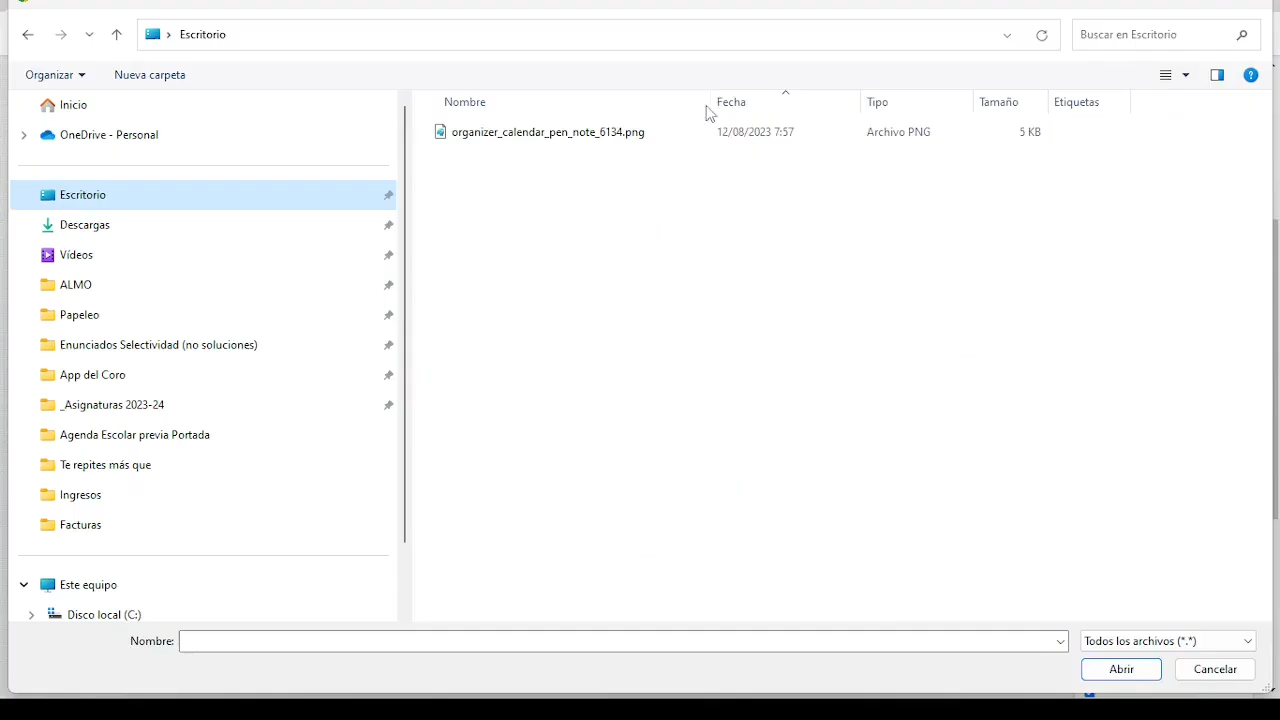 Escritorio
Buscar en Escritorio
Organizar
Nueva carpeta
Inicio
OneDrive - Personal
Escritorio
Descargas
Vídeos
ALMO
Papeleo
Enunciados Selectividad (no soluciones)
App del Coro
_Asignaturas 2023-24
Agenda Escolar previa Portada
Te repites más que
Ingresos
Facturas
Este equipo
Disco local (C:)
Nombre Fecha Tipo Tamaño Etiquetas
organizer_calendar_pen_note_6134.png 12/08/2023 7:57 Archivo PNG 5 KB
Nombre:
Todos los archivos (*.*)
Abrir
Cancelar